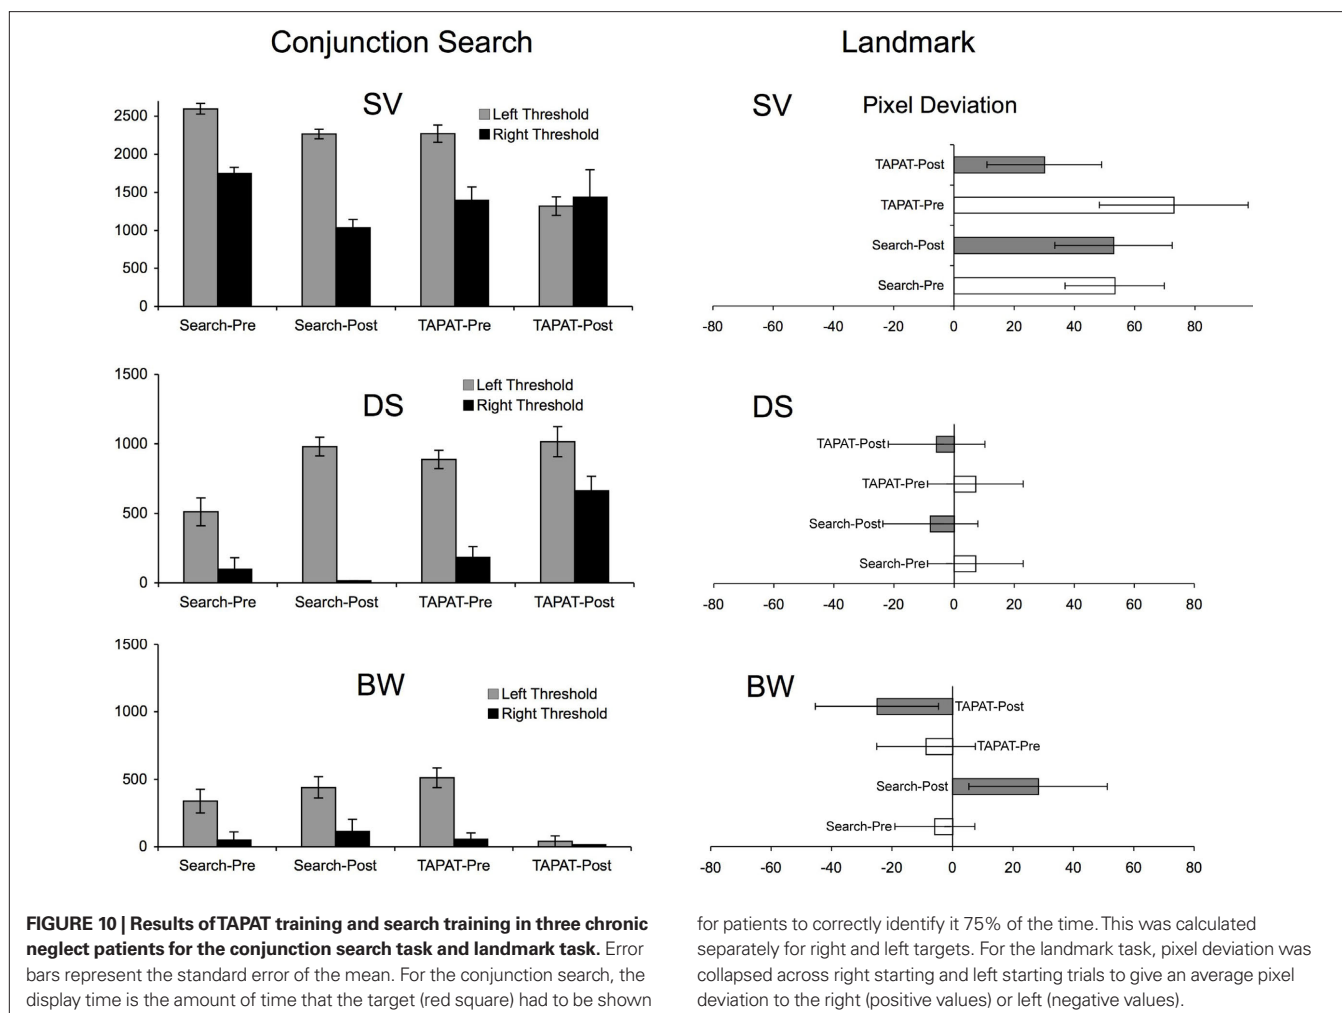 Conjunction Search
SV
Left Threshold
Right Threshold
2500
2000
1500
1000
500
0
Search-Pre Search-Post TAPAT-Pre TAPAT-Post
1500
DS
Left Threshold
Right Threshold
1000
500
0
Search-Pre Search-Post TAPAT-Pre TAPAT-Post
1500
BW
Left Threshold
Right Threshold
1000
500
0
Search-Pre Search-Post TAPAT-Pre TAPAT-Post
Landmark
SV Pixel Deviation
TAPAT-Post
TAPAT-Pre
Search-Post
Search-Pre
-80 -60 -40 -20 0 20 40 60 80
DS
TAPAT-Post
TAPAT-Pre
Search-Post
Search-Pre
-80 -60 -40 -20 0 20 40 60 80
BW
TAPAT-Post
TAPAT-Pre
Search-Post
Search-Pre
-80 -60 -40 -20 0 20 40 60 80
FIGURE 10 | Results of TAPAT training and search training in three chronic
neglect patients for the conjunction search task and landmark task. Error
bars represent the standard error of the mean. For the conjunction search, the
display time is the amount of time that the target (red square) had to be shown
for patients to correctly identify it 75% of the time. This was calculated
separately for right and left targets. For the landmark task, pixel deviation was
collapsed across right starting and left starting trials to give an average pixel
deviation to the right (positive values) or left (negative values).